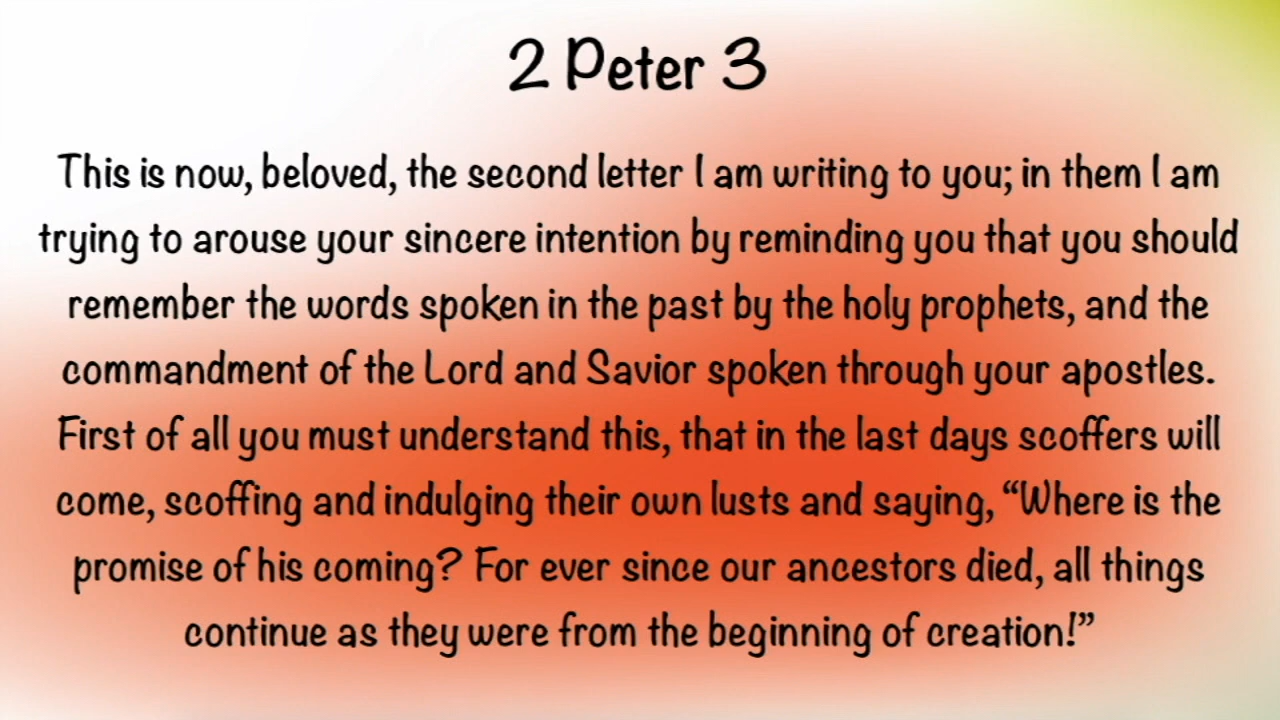 2 Peter 3
This is now, beloved, the second letter I am writing to you; in them I am
trying to arouse your sincere intention by reminding you that you should
remember the words spoken in the past by the holy prophets, and the
commandment of the Lord and Savior spoken through your apostles.
First of all you must understand this, that in the last days scoffers will
come, scoffing and indulging their own lusts and saying, “Where is the
promise of his coming? For ever since our ancestors died, all things
continue as they were from the beginning of creation!”